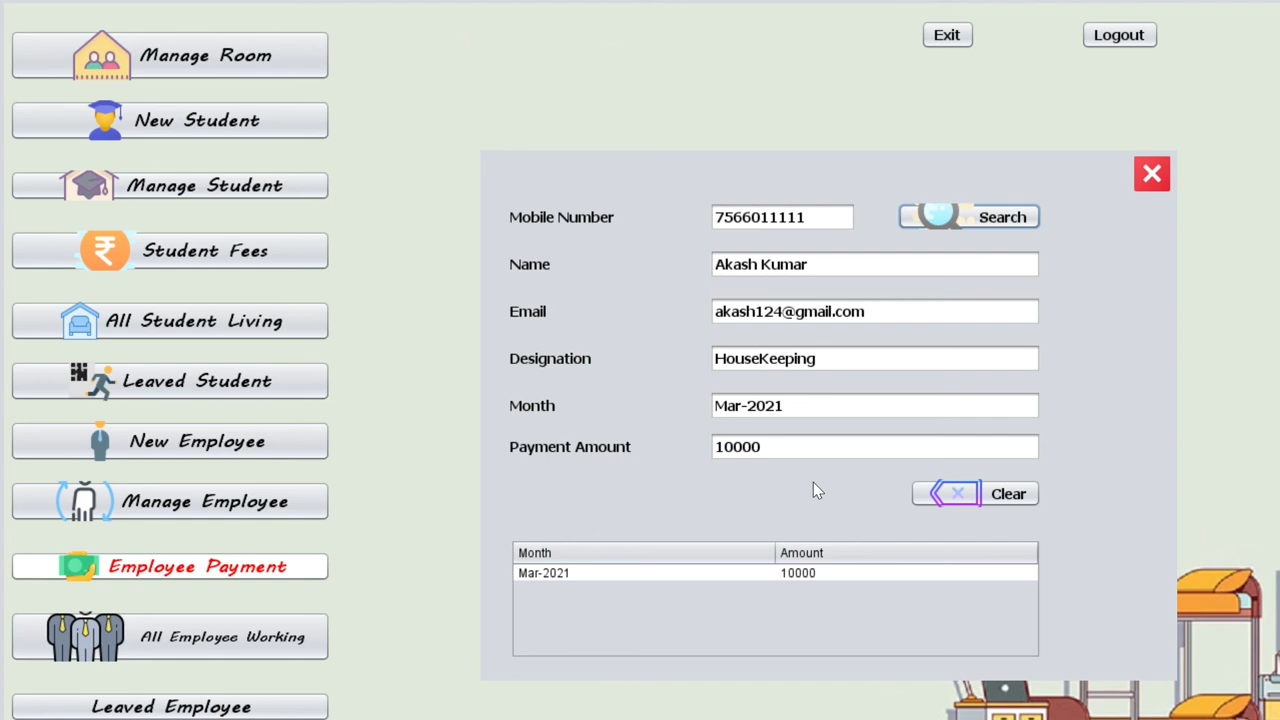 Manage Room
New Student
Manage Student
Student Fees
All Student Living
Leaved Student
New Employee
Manage Employee
Employee Payment
All Employee Working
Leaved Employee
Exit
Logout
Mobile Number 7566011111 Search
Name Akash Kumar
Email akash124@gmail.com
Designation HouseKeeping
Month Mar-2021
Payment Amount 10000
Clear
Month Amount
Mar-2021 10000